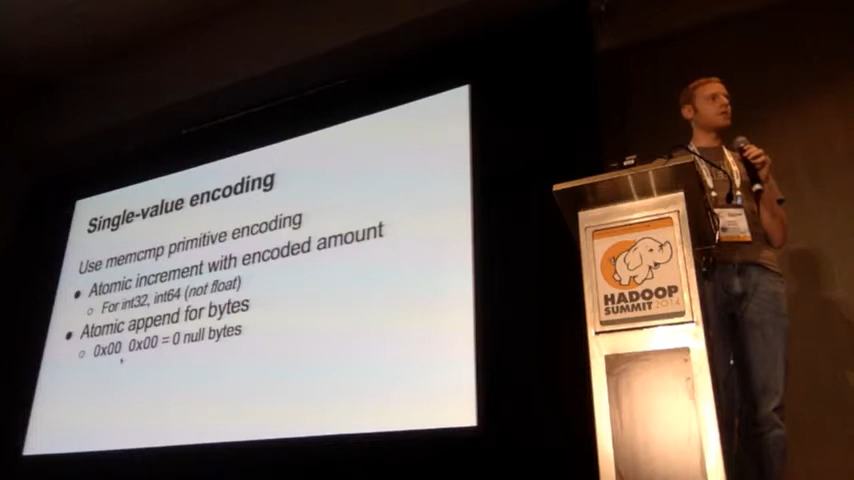 Single-value encoding
Use memcmp primitive encoding
● Atomic increment with encoded amount
○ For int32, int64 (not float)
● Atomic append for bytes
○ 0x00 0x00 = 0 null bytes
HADOOP
SUMMIT 2014